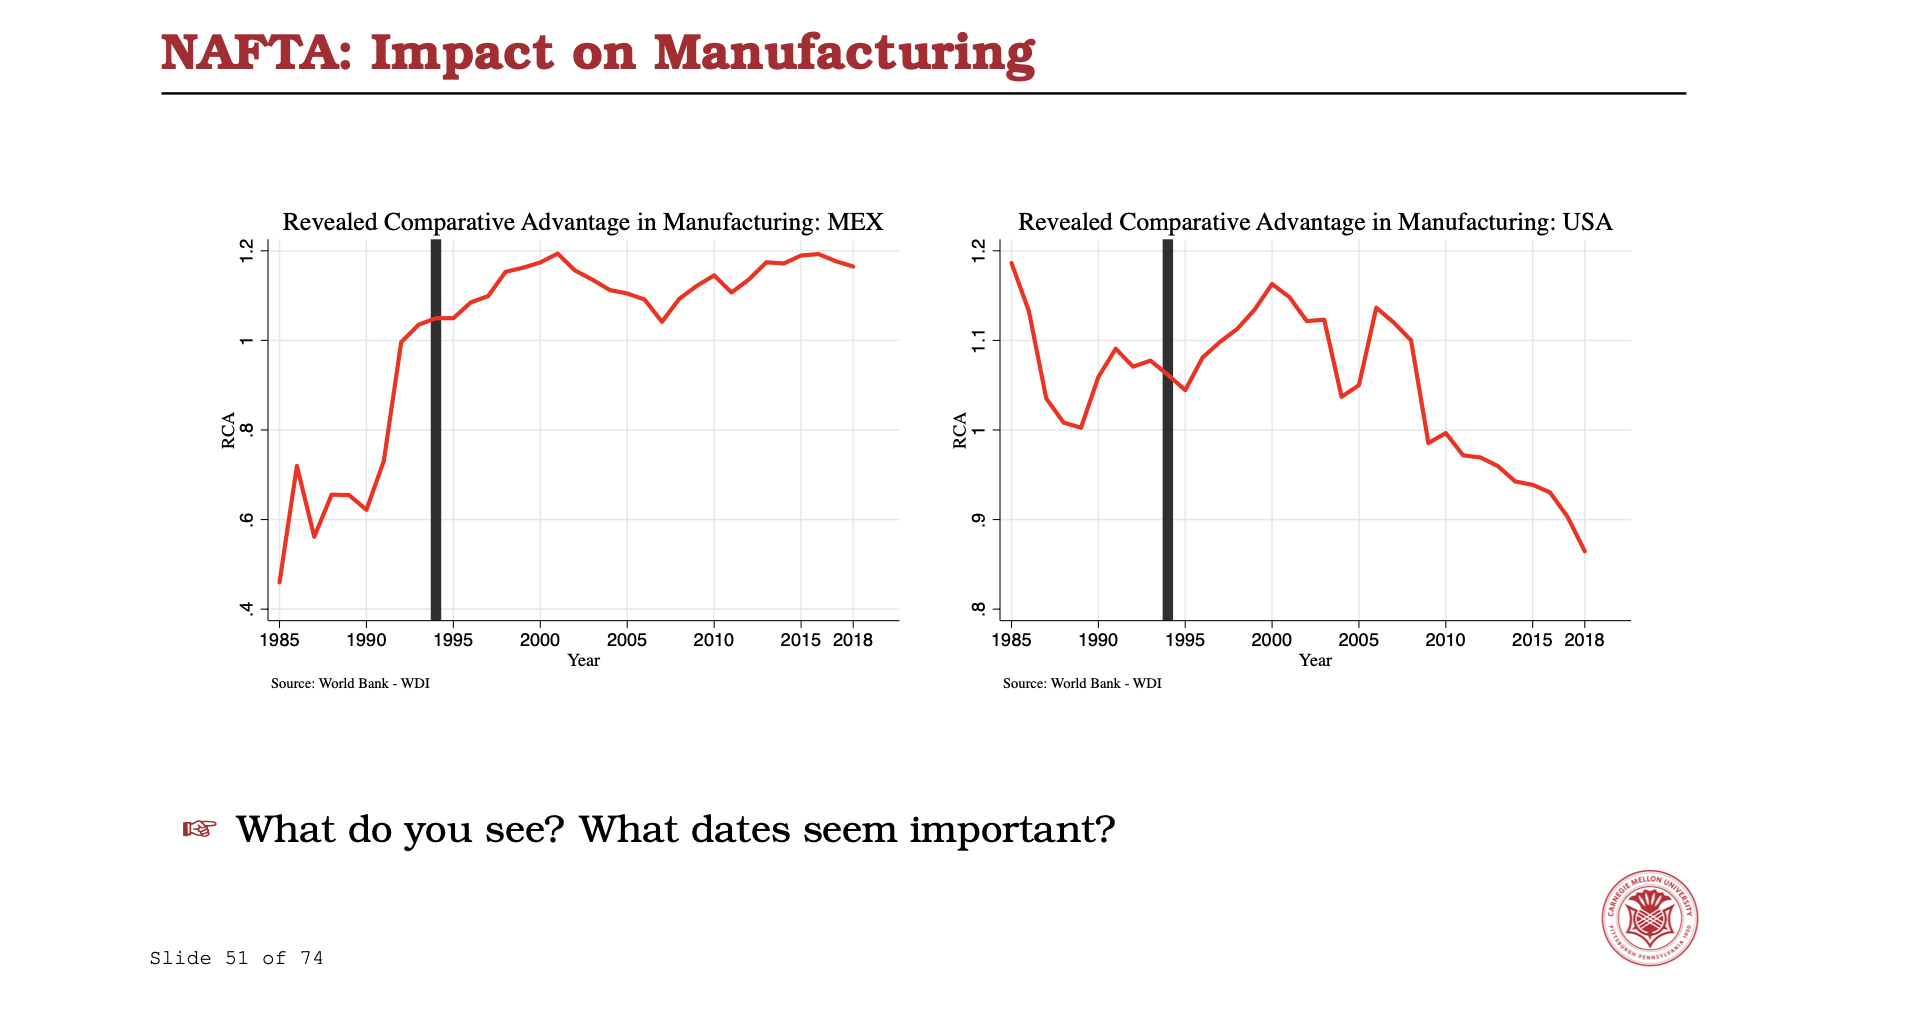 NAFTA: Impact on Manufacturing
Revealed Comparative Advantage in Manufacturing: MEX
1.2
1
.8
.6
.4
RCA
1985 1990 1995 2000 2005 2010 2015 2018
Year
Source: World Bank - WDI
Revealed Comparative Advantage in Manufacturing: USA
1.2
1.1
1
.9
.8
RCA
1985 1990 1995 2000 2005 2010 2015 2018
Year
Source: World Bank - WDI
☞ What do you see? What dates seem important?
CARNEGIE MELLON UNIVERSITY
PITTSBURGH PENNSYLVANIA 1900
Slide 51 of 74